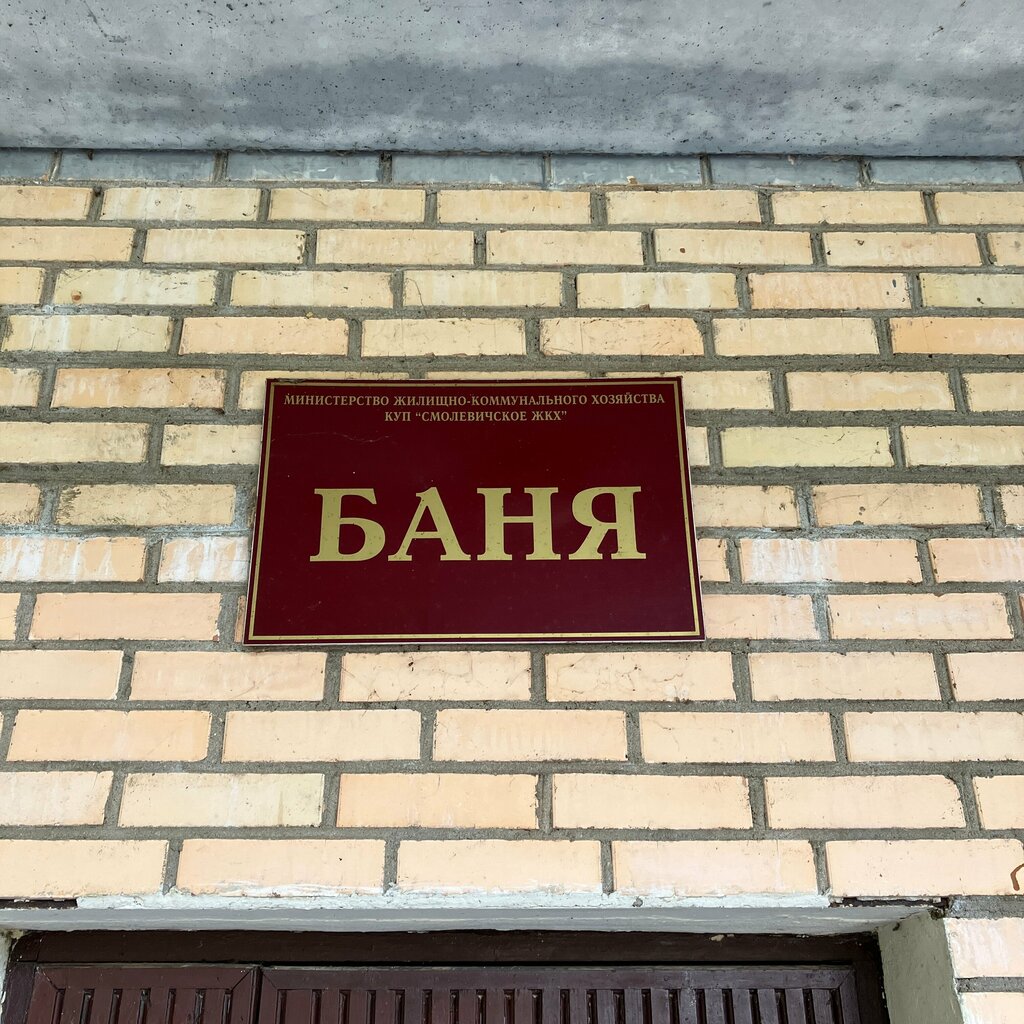 МИНИСТЕРСТВО ЖИЛИЩНО-КОММУНАЛЬНОГО ХОЗЯЙСТВА
КУП "СМОЛЕВИЧСКОЕ ЖКХ"
БАНЯ